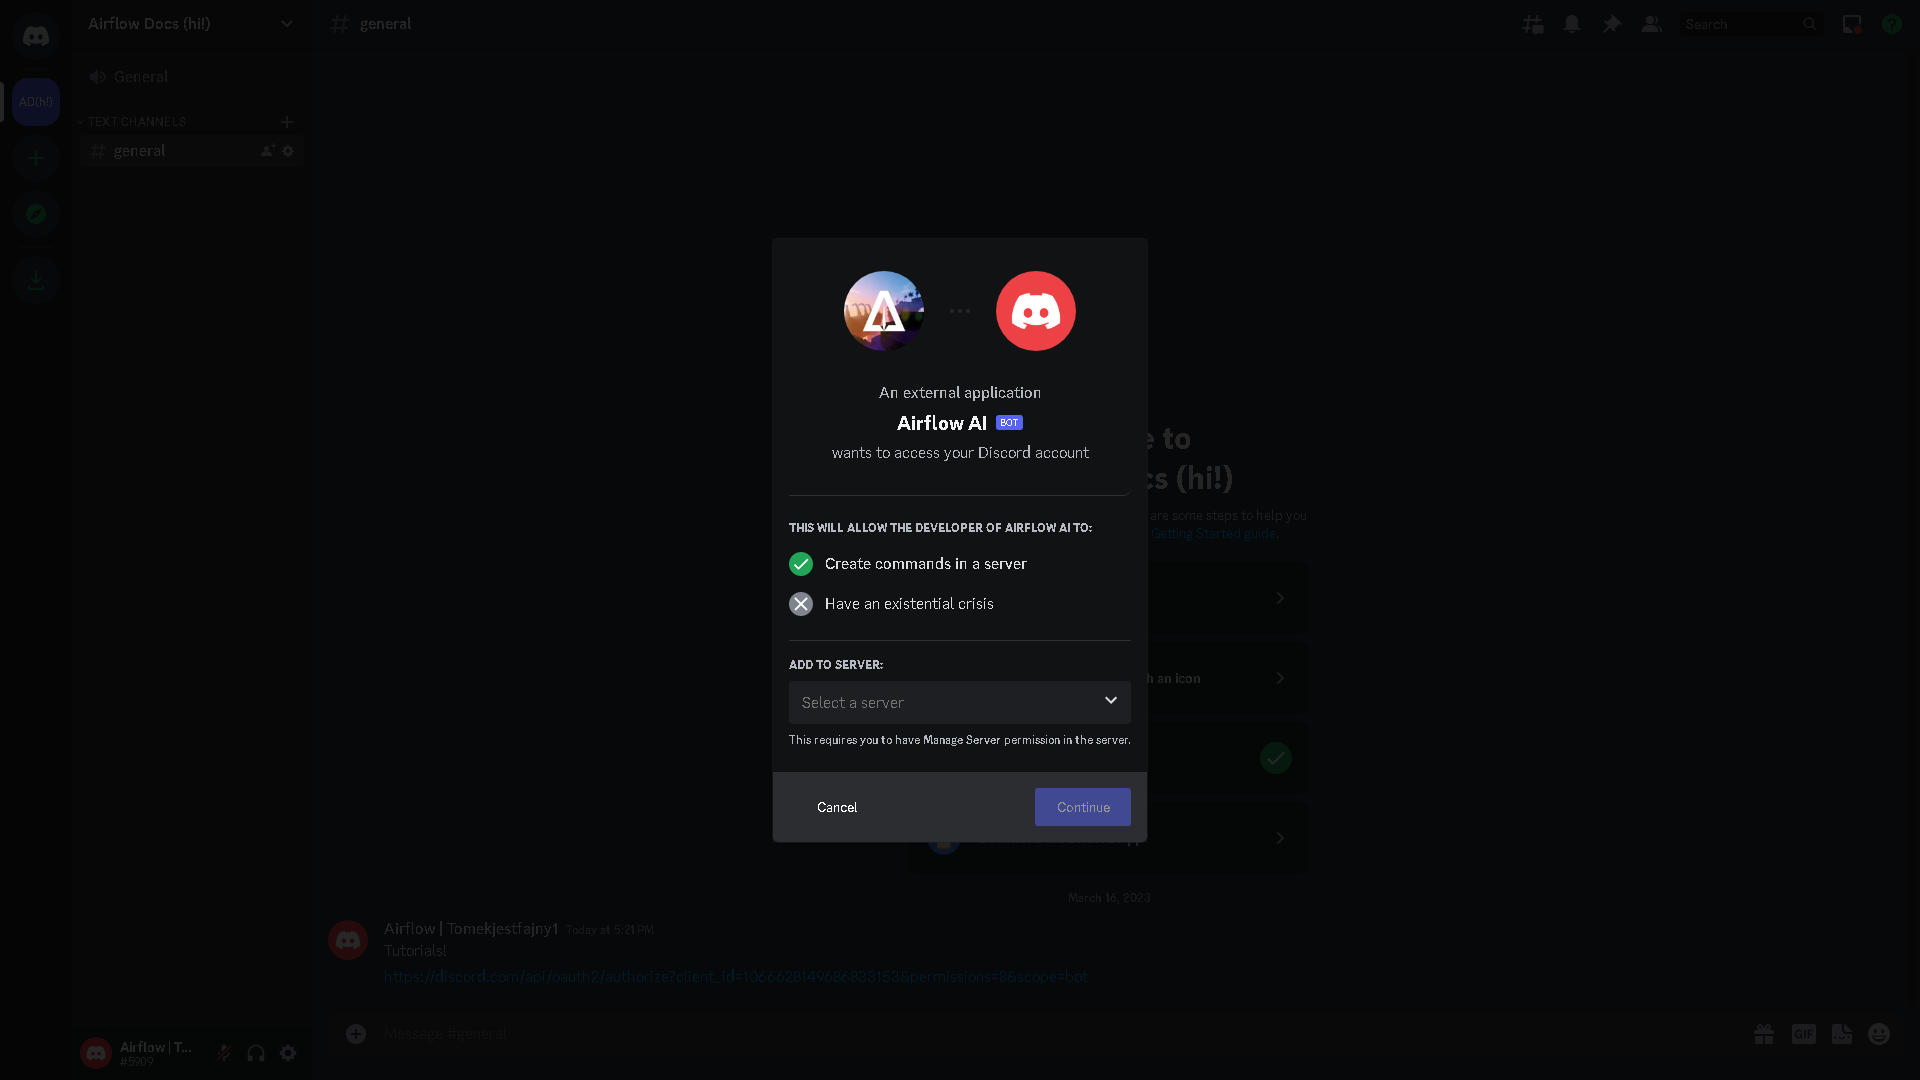 Airflow Docs (hi!)
general
Search
AD(h!)
General
TEXT CHANNELS
general
An external application
Airflow AI BOT
wants to access your Discord account
THIS WILL ALLOW THE DEVELOPER OF AIRFLOW AI TO:
Create commands in a server
Have an existential crisis
ADD TO SERVER:
Select a server
This requires you to have Manage Server permission in the server.
Cancel
Continue
to
(hi!)
are some steps to help you
Getting Started guide.
an icon
March 16, 2023
Airflow | Tomekjestfajny1 Today at 5:21 PM
Tutorials!
https://discord.com/api/oauth2/authorize?client_id=1066628149686833153&permissions=8&scope=bot
Message #general
GIF
Airflow | T...
#5909